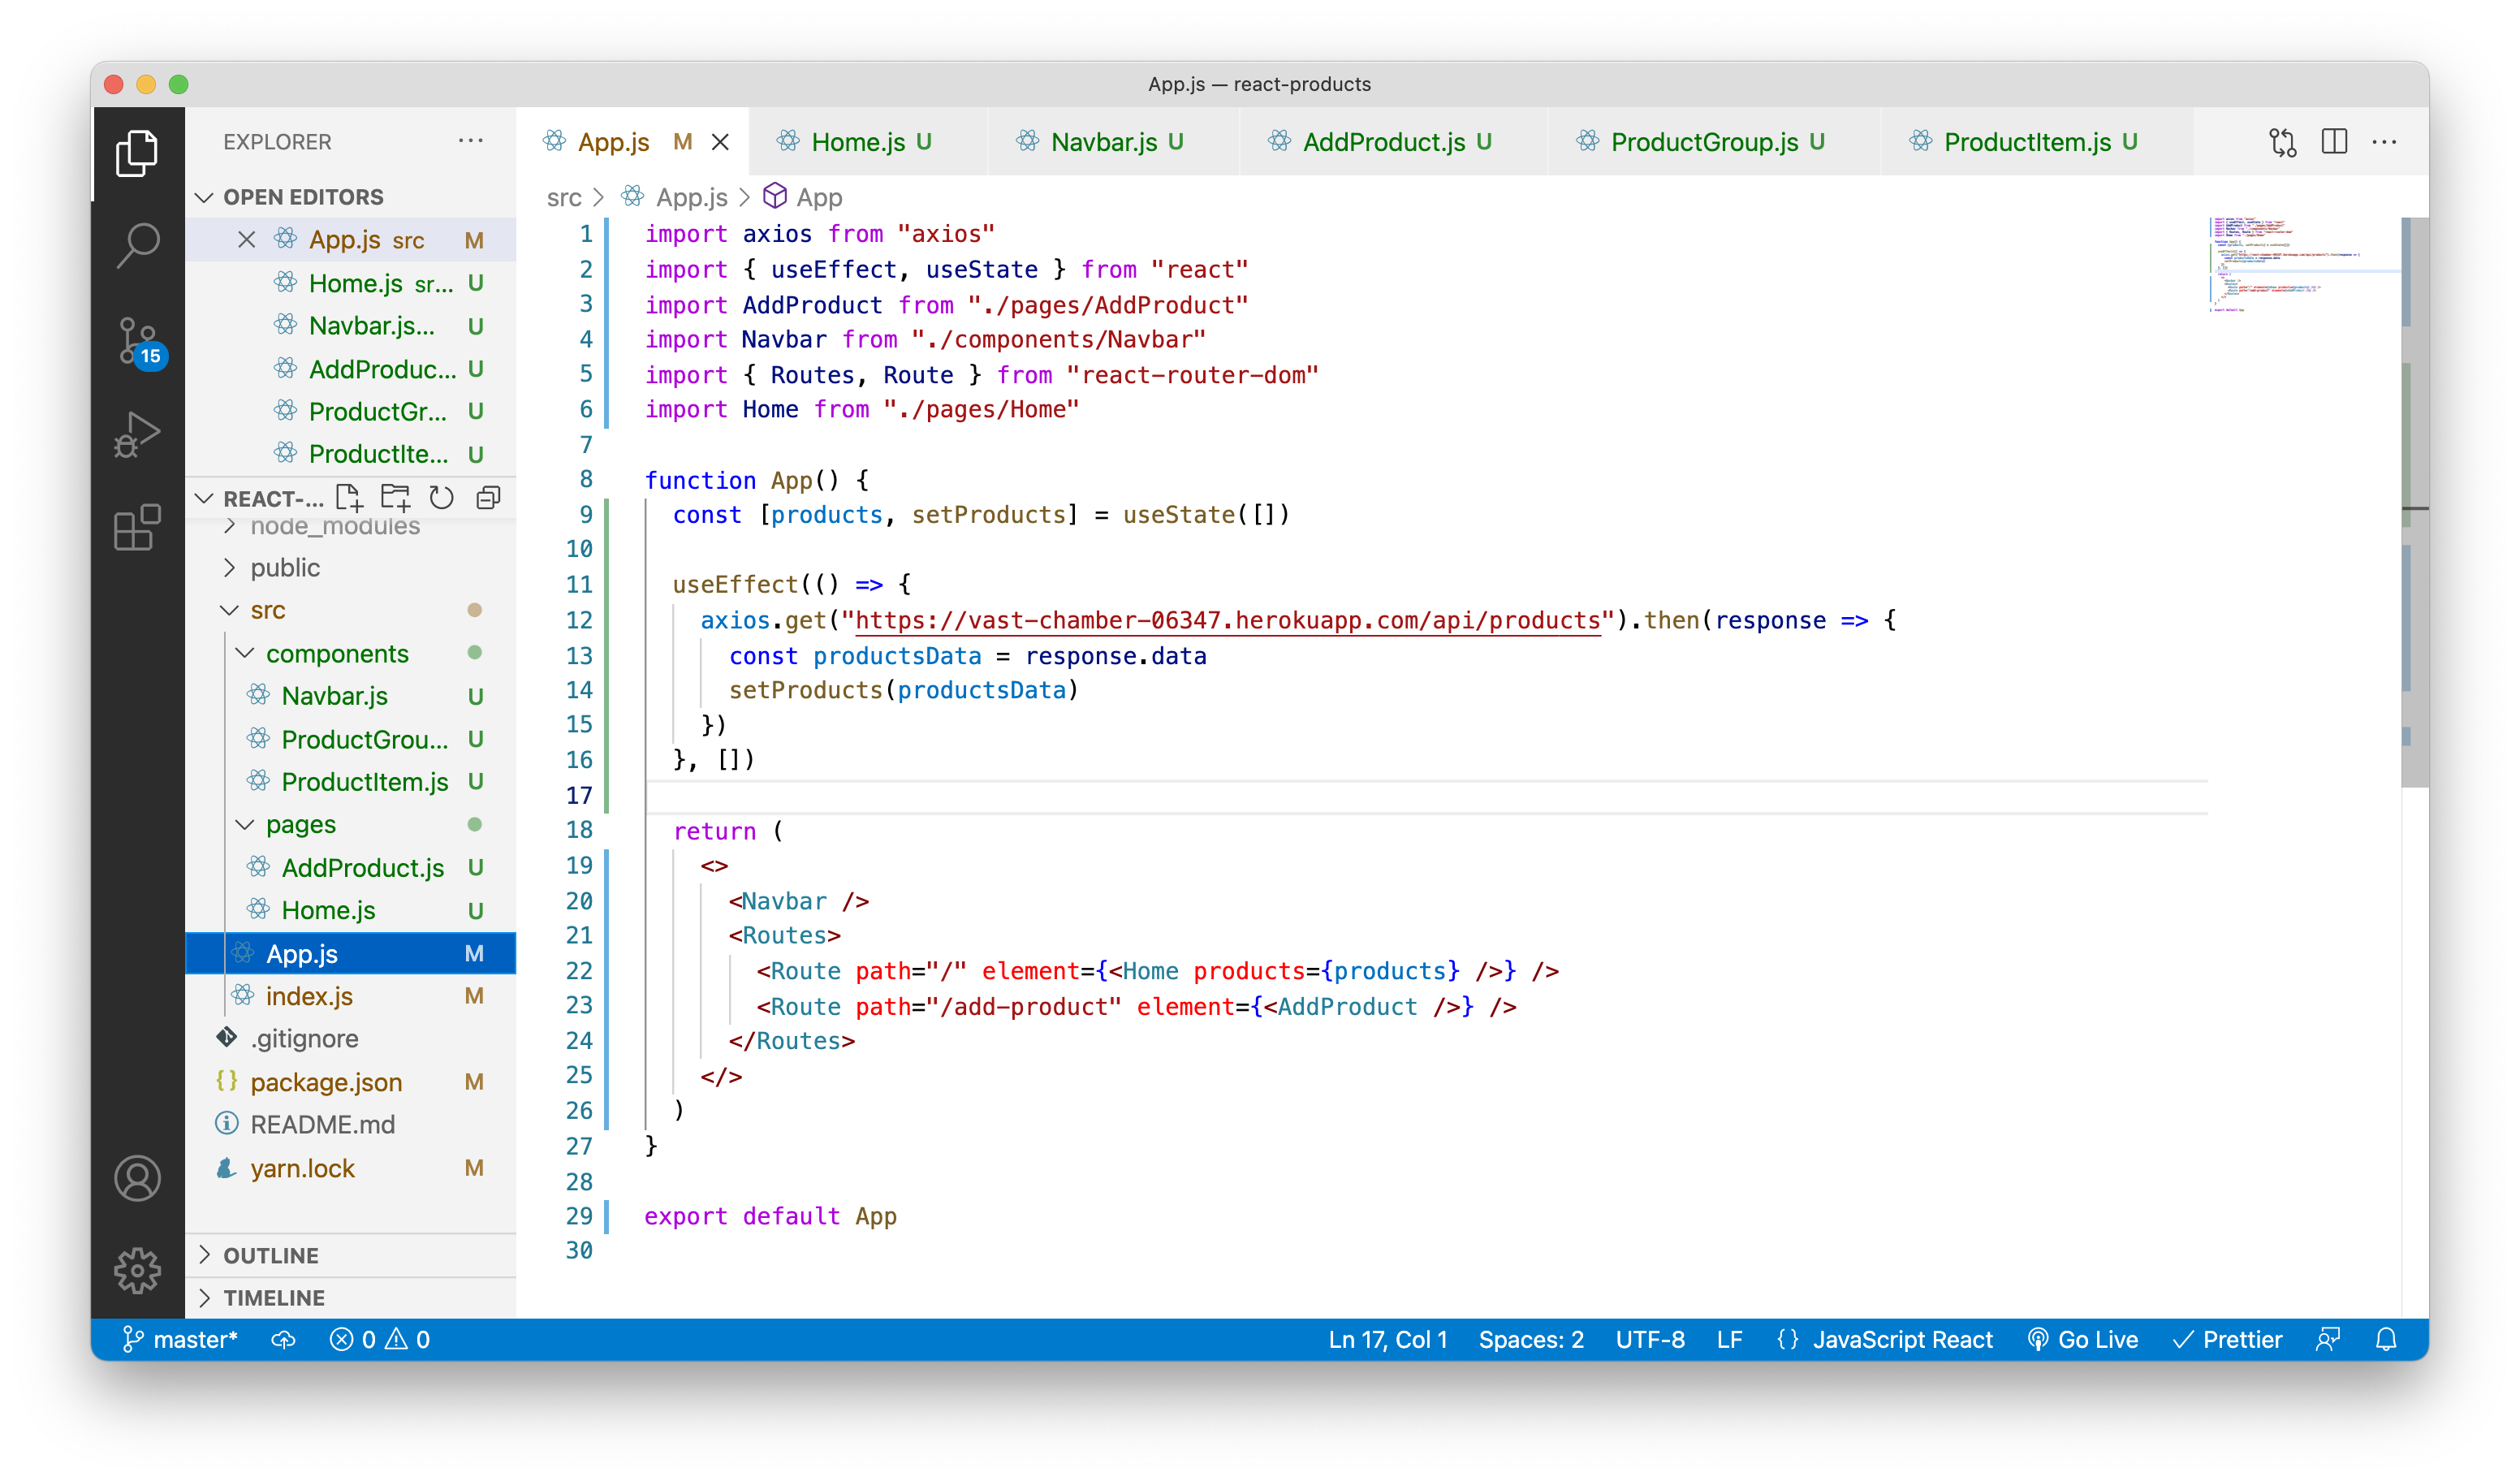 App.js — react-products
EXPLORER
App.js M
Home.js U
Navbar.js U
AddProduct.js U
ProductGroup.js U
ProductItem.js U
OPEN EDITORS
App.js src M
Home.js sr... U
Navbar.js... U
AddProduc... U
ProductGr... U
ProductIte... U
REACT-...
node_modules
public
src
components
Navbar.js U
ProductGrou... U
ProductItem.js U
pages
AddProduct.js U
Home.js U
App.js M
index.js M
.gitignore
package.json M
README.md
yarn.lock M
OUTLINE
TIMELINE
15
src > App.js > App
1 import axios from "axios"
2 import { useEffect, useState } from "react"
3 import AddProduct from "./pages/AddProduct"
4 import Navbar from "./components/Navbar"
5 import { Routes, Route } from "react-router-dom"
6 import Home from "./pages/Home"
7
8 function App() {
9   const [products, setProducts] = useState([])
10
11   useEffect(() => {
12     axios.get("https://vast-chamber-06347.herokuapp.com/api/products").then(response => {
13       const productsData = response.data
14       setProducts(productsData)
15     })
16   }, [])
17
18   return (
19     <>
20       <Navbar />
21       <Routes>
22         <Route path="/" element={<Home products={products} />} />
23         <Route path="/add-product" element={<AddProduct />} />
24       </Routes>
25     </>
26   )
27 }
28
29 export default App
30
master* 0 0 Ln 17, Col 1 Spaces: 2 UTF-8 LF {} JavaScript React Go Live Prettier